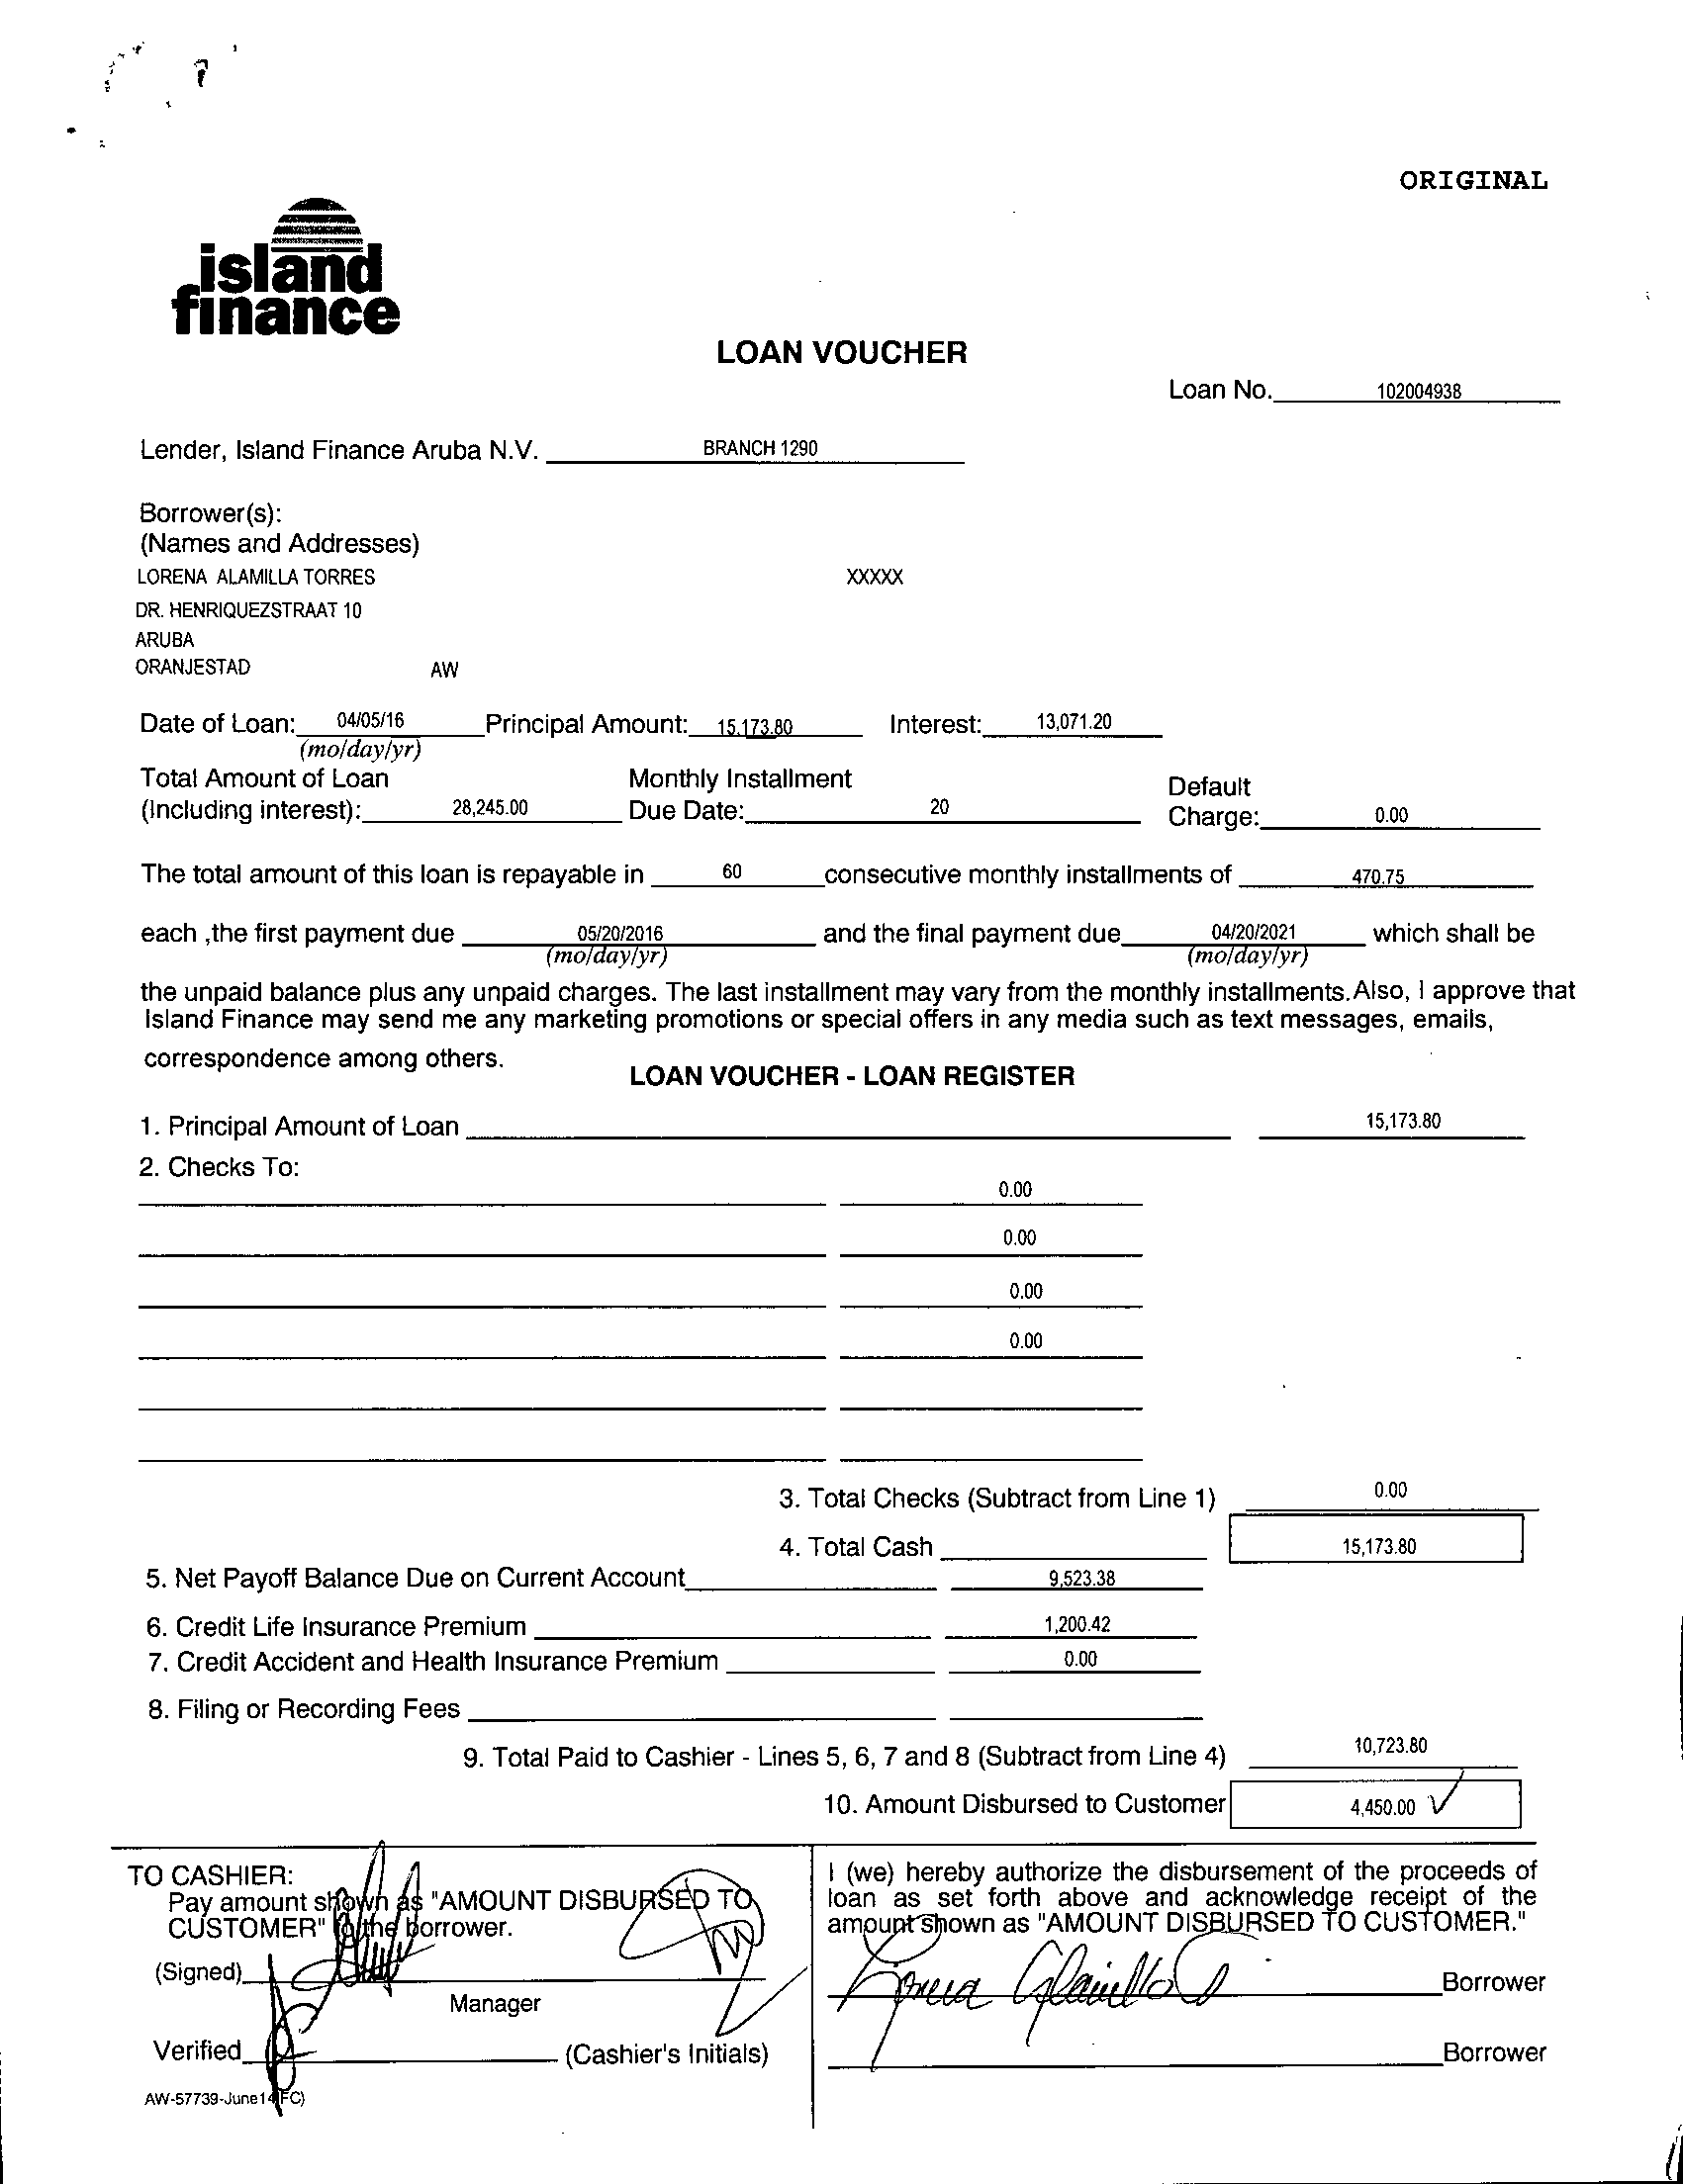 ORIGINAL
island
finance
LOAN VOUCHER
Loan No. 102004938
Lender, Island Finance Aruba N.V. BRANCH 1290
Borrower(s):
(Names and Addresses)
LORENA ALAMILLA TORRES XXXXX
DR. HENRIQUEZSTRAAT 10
ARUBA
ORANJESTAD AW
Date of Loan: 04/05/16 Principal Amount: 15,173.80 Interest: 13,071.20
(mo/day/yr)
Total Amount of Loan Monthly Installment Default
(Including interest): 28,245.00 Due Date: 20 Charge: 0.00
The total amount of this loan is repayable in 60 consecutive monthly installments of 470.75
each ,the first payment due 05/20/2016 and the final payment due 04/20/2021 which shall be
(mo/day/yr) (mo/day/yr)
the unpaid balance plus any unpaid charges. The last installment may vary from the monthly installments.Also, I approve that
Island Finance may send me any marketing promotions or special offers in any media such as text messages, emails,
correspondence among others.
LOAN VOUCHER - LOAN REGISTER
1. Principal Amount of Loan 15,173.80
2. Checks To:
0.00
0.00
0.00
0.00
3. Total Checks (Subtract from Line 1) 0.00
4. Total Cash 15,173.80
5. Net Payoff Balance Due on Current Account 9,523.38
6. Credit Life Insurance Premium 1,200.42
7. Credit Accident and Health Insurance Premium 0.00
8. Filing or Recording Fees
9. Total Paid to Cashier - Lines 5, 6, 7 and 8 (Subtract from Line 4) 10,723.80
10. Amount Disbursed to Customer 4,450.00
TO CASHIER:
Pay amount shown as "AMOUNT DISBURSED TO
CUSTOMER" to the borrower.
(Signed)
Manager
Verified (Cashier's Initials)
AW-57739-June14(FC)
I (we) hereby authorize the disbursement of the proceeds of
loan as set forth above and acknowledge receipt of the
amount shown as "AMOUNT DISBURSED TO CUSTOMER."
Lorena Alamilla T Borrower
Borrower